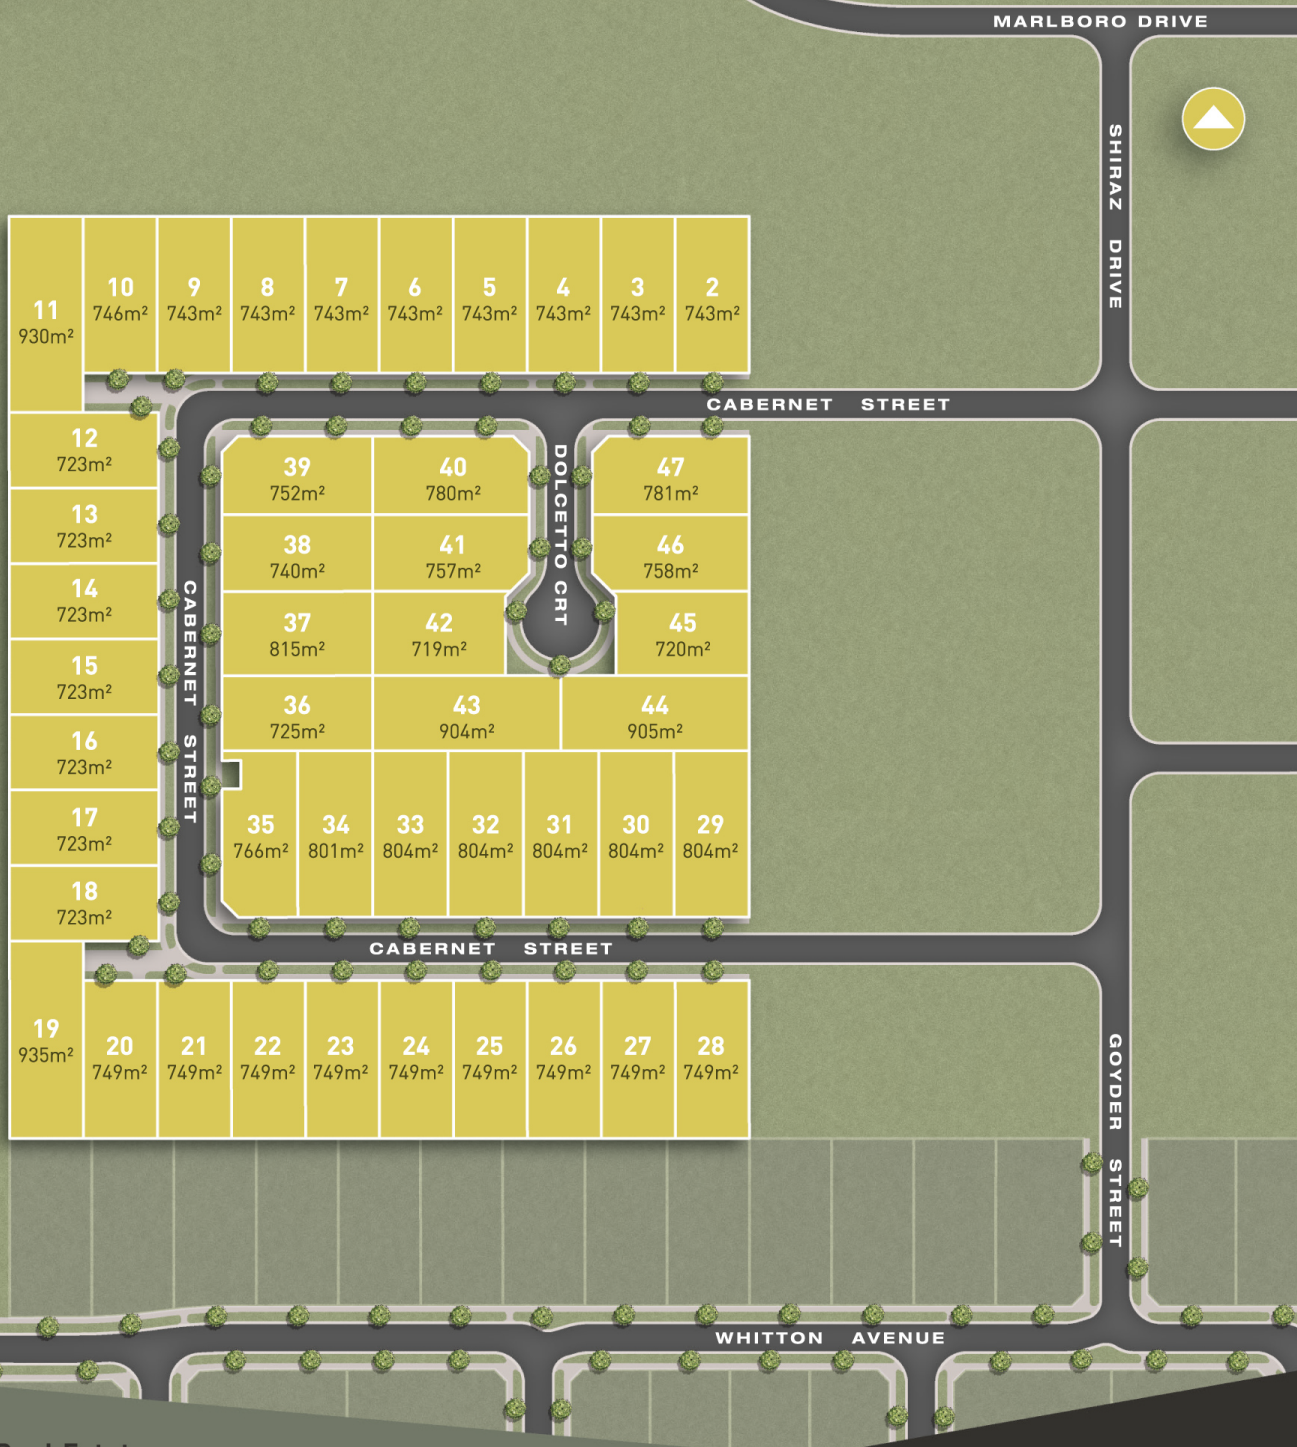 MARLBORO DRIVE
SHIRAZ DRIVE
11
930m²
10
746m²
9
743m²
8
743m²
7
743m²
6
743m²
5
743m²
4
743m²
3
743m²
2
743m²
CABERNET STREET
12
723m²
13
723m²
14
723m²
15
723m²
16
723m²
17
723m²
18
723m²
CABERNET STREET
39
752m²
40
780m²
DOLCETTO CRT
47
781m²
38
740m²
41
757m²
46
758m²
37
815m²
42
719m²
45
720m²
36
725m²
43
904m²
44
905m²
35
766m²
34
801m²
33
804m²
32
804m²
31
804m²
30
804m²
29
804m²
CABERNET STREET
19
935m²
20
749m²
21
749m²
22
749m²
23
749m²
24
749m²
25
749m²
26
749m²
27
749m²
28
749m²
GOYDER STREET
WHITTON AVENUE